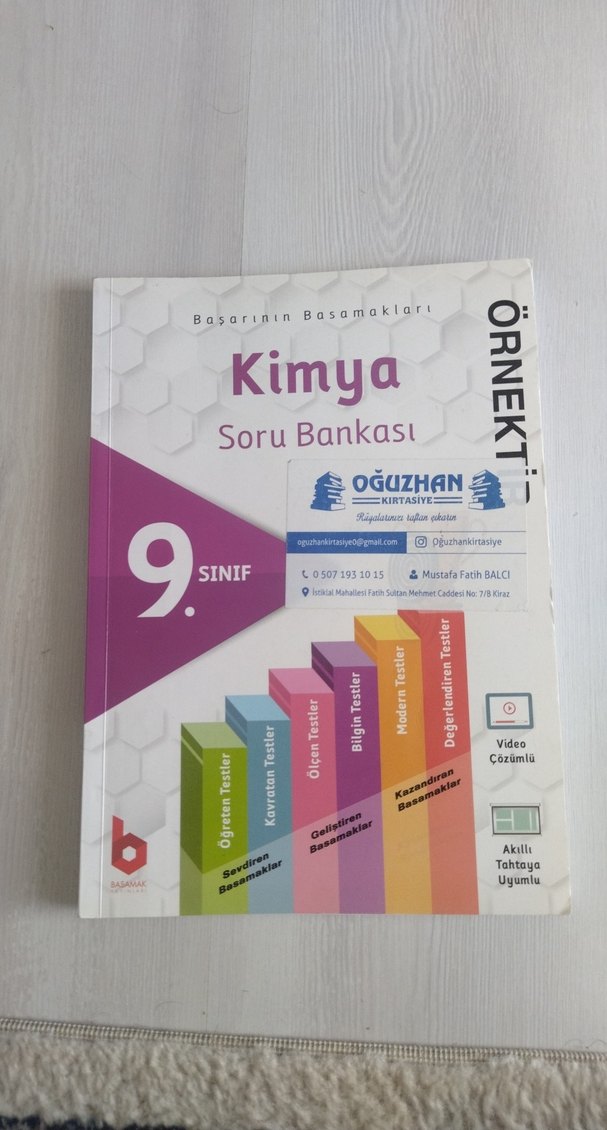 Başarının Basamakları
Kimya
Soru Bankası
ÖRNEKTİR
OĞUZHAN
KIRTASİYE
Rüyalarınızı raftan çıkarın
oguzhankirtasiye0@gmail.com
Oğuzhankirtasiye
0 507 193 10 15
Mustafa Fatih BALCI
İstiklal Mahallesi Fatih Sultan Mehmet Caddesi No: 7/B Kiraz
9. SINIF
Öğreten Testler
Kavratan Testler
Ölçen Testler
Bilgin Testler
Modern Testler
Değerlendiren Testler
Sevdiren
Basamaklar
Geliştiren
Basamaklar
Kazandıran
Basamaklar
Video
Çözümlü
Akıllı
Tahtaya
Uyumlu
b
BASAMAK
YAYINLARI